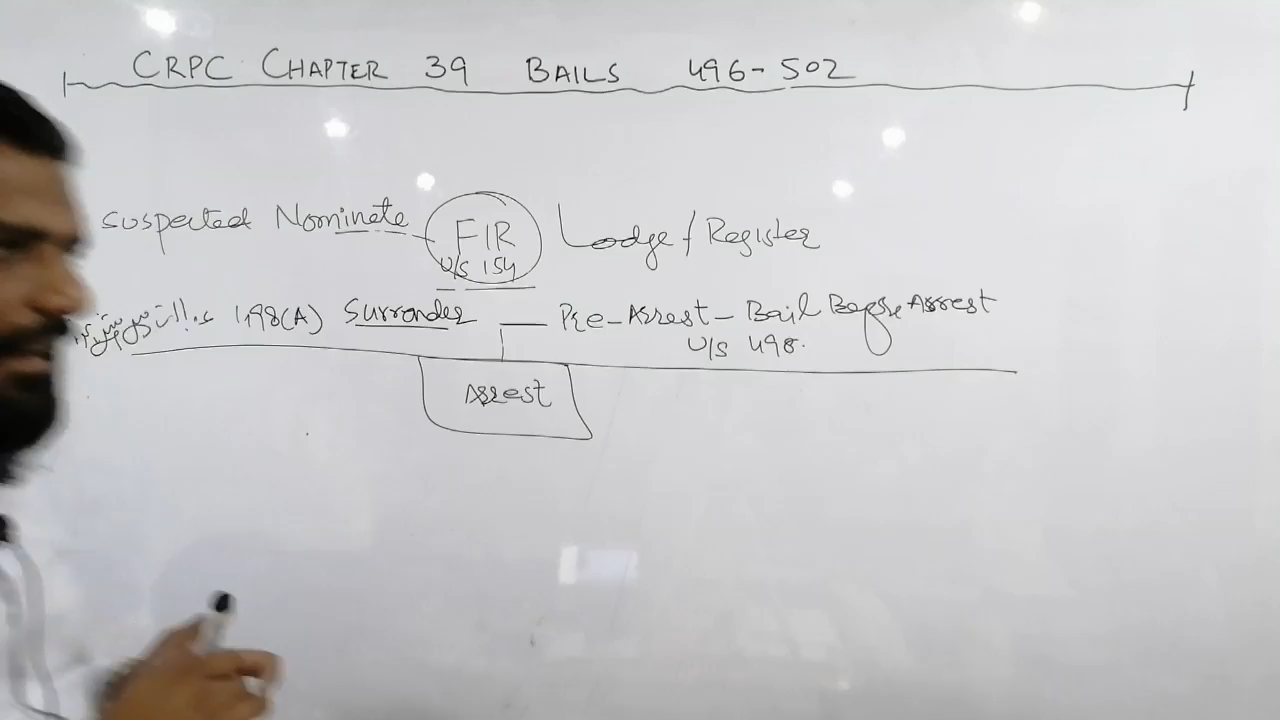 CRPC CHAPTER 39 BAILS 496-502
Suspected Nominate FIR Lodge / Register
U/S 154
498(A) Surronder Pre-Arrest-Bail Before Arrest
U/S 498.
Arrest